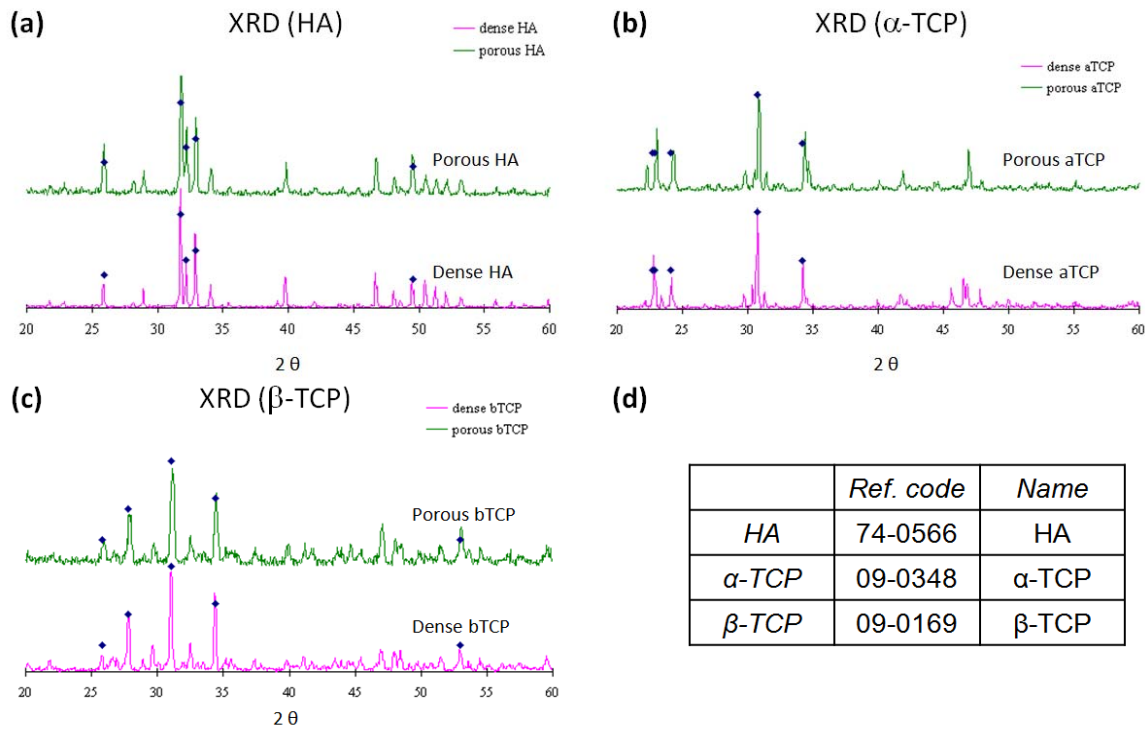 (a)
XRD (HA)
dense HA
porous HA
Porous HA
Dense HA
20 25 30 35 40 45 50 55 60
2 θ
(b)
XRD (α-TCP)
dense aTCP
porous aTCP
Porous aTCP
Dense aTCP
20 25 30 35 40 45 50 55 60
2 θ
(c)
XRD (β-TCP)
dense bTCP
porous bTCP
Porous bTCP
Dense bTCP
20 25 30 35 40 45 50 55 60
2 θ
(d)
Ref. code Name
HA 74-0566 HA
α-TCP 09-0348 α-TCP
β-TCP 09-0169 β-TCP